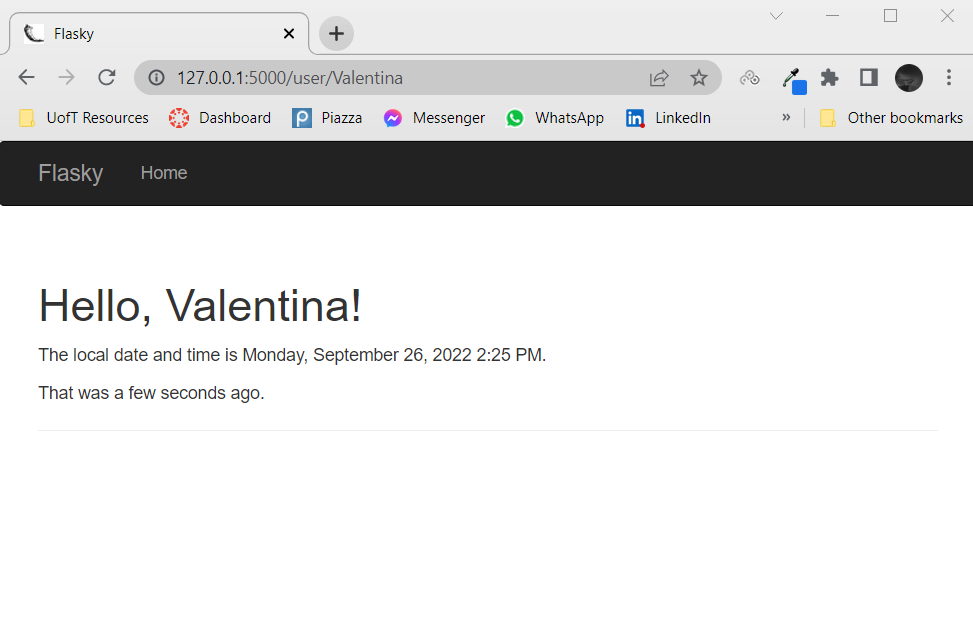 Flasky
127.0.0.1:5000/user/Valentina
UofT Resources Dashboard Piazza Messenger WhatsApp LinkedIn » Other bookmarks
Flasky Home
Hello, Valentina!
The local date and time is Monday, September 26, 2022 2:25 PM.
That was a few seconds ago.